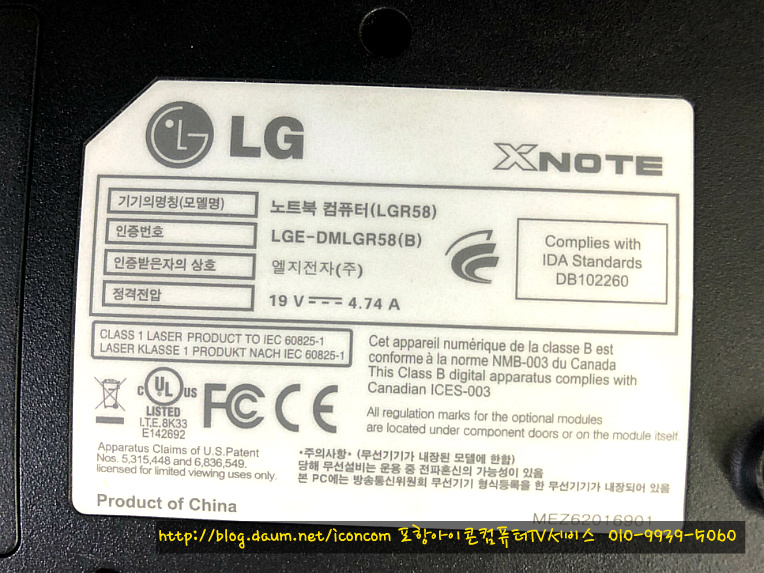 LG
XNOTE
기기의명칭(모델명) 노트북 컴퓨터(LGR58)
인증번호 LGE-DMLGR58(B)
인증받은자의 상호 엘지전자(주)
정격전압 19 V 4.74 A
Complies with
IDA Standards
DB102260
CLASS 1 LASER PRODUCT TO IEC 60825-1
LASER KLASSE 1 PRODUKT NACH IEC 60825-1
Cet appareil numérique de la classe B est
conforme à la norme NMB-003 du Canada
This Class B digital apparatus complies with
Canadian ICES-003
c UL us
LISTED
I.T.E. 8K33
E142692
FC CE
All regulation marks for the optional modules
are located under component doors or on the module itself.
Apparatus Claims of U.S.Patent
Nos. 5,315,448 and 6,836,549.
licensed for limited viewing uses only.
*주의사항* (무선기기가 내장된 모델에 한함)
당해 무선설비는 운용 중 전파혼신의 가능성이 있음
본 PC에는 방송통신위원회 무선기기 형식등록을 한 무선기기가 내장되어 있음
Product of China
MEZ62016901
http://blog.daum.net/iconcom 포항아이콘컴퓨터TV서비스 010-9939-5060